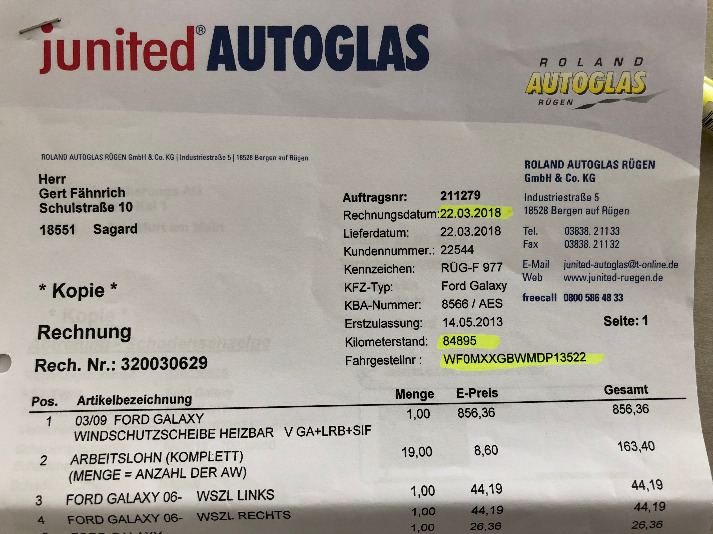 junited® AUTOGLAS
ROLAND
AUTOGLAS
RÜGEN
ROLAND AUTOGLAS RÜGEN GmbH & Co. KG | Industriestraße 5 | 18528 Bergen auf Rügen
Herr
Gert Fähnrich
Schulstraße 10
18551 Sagard
ROLAND AUTOGLAS RÜGEN
GmbH & Co. KG
Industriestraße 5
18528 Bergen auf Rügen
Tel. 03838. 211 33
Fax 03838. 211 32
E-Mail junited-autoglas@t-online.de
Web www.junited-ruegen.de
freecall 0800 586 48 33
Auftragsnr: 211279
Rechnungsdatum: 22.03.2018
Lieferdatum: 22.03.2018
Kundennummer.: 22544
Kennzeichen: RÜG-F 977
KFZ-Typ: Ford Galaxy
KBA-Nummer: 8566 / AES
Erstzulassung: 14.05.2013
Kilometerstand: 84895
Fahrgestellnr : WF0MXXGBWMDP13522
Seite: 1
* Kopie *
Rechnung
Rech. Nr.: 320030629
Pos. Artikelbezeichnung Menge E-Preis Gesamt
1 03/09 FORD GALAXY 1,00 856,36 856,36
WINDSCHUTZSCHEIBE HEIZBAR V GA+LRB+SIF
2 ARBEITSLOHN (KOMPLETT) 19,00 8,60 163,40
(MENGE = ANZAHL DER AW)
3 FORD GALAXY 06- WSZL LINKS 1,00 44,19 44,19
4 FORD GALAXY 06- WSZL RECHTS 1,00 44,19 44,19
1,00 26,36 26,36